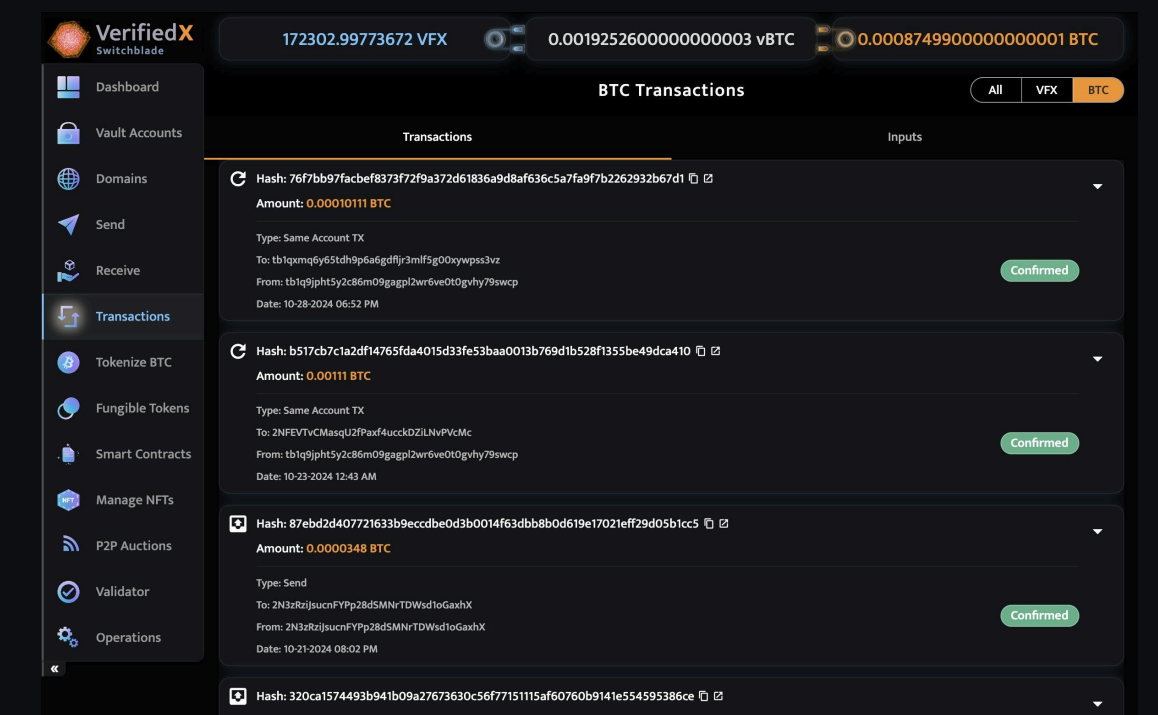 VerifiedX
Switchblade
172302.99773672 VFX
0.0019252600000000003 vBTC
0.0008749900000000001 BTC
Dashboard
Vault Accounts
Domains
Send
Receive
Transactions
Tokenize BTC
Fungible Tokens
Smart Contracts
Manage NFTs
NFT
P2P Auctions
Validator
Operations
«
BTC Transactions
All
VFX
BTC
Transactions
Inputs
Hash: 76f7bb97facbef8373f72f9a372d61836a9d8af636c5a7fa9f7b2262932b67d1
Amount: 0.00010111 BTC
Type: Same Account TX
To: tb1qxmq6y65tdh9p6a6gdfljr3mlf5g00xywpss3vz
From: tb1q9jpht5y2c86m09gagpl2wr6ve0t0gvhy79swcp
Date: 10-28-2024 06:52 PM
Confirmed
Hash: b517cb7c1a2df14765fda4015d33fe53baa0013b769d1b528f1355be49dca410
Amount: 0.00111 BTC
Type: Same Account TX
To: 2NFEVTvCMasqU2fPaxf4ucckDZiLNvPVcMc
From: tb1q9jpht5y2c86m09gagpl2wr6ve0t0gvhy79swcp
Date: 10-23-2024 12:43 AM
Confirmed
Hash: 87ebd2d407721633b9eccdbe0d3b0014f63dbb8b0d619e17021eff29d05b1cc5
Amount: 0.0000348 BTC
Type: Send
To: 2N3zRzijsucnFYPp28dSMNrTDWsd1oGaxhX
From: 2N3zRzijsucnFYPp28dSMNrTDWsd1oGaxhX
Date: 10-21-2024 08:02 PM
Confirmed
Hash: 320ca1574493b941b09a27673630c56f77151115af60760b9141e554595386ce